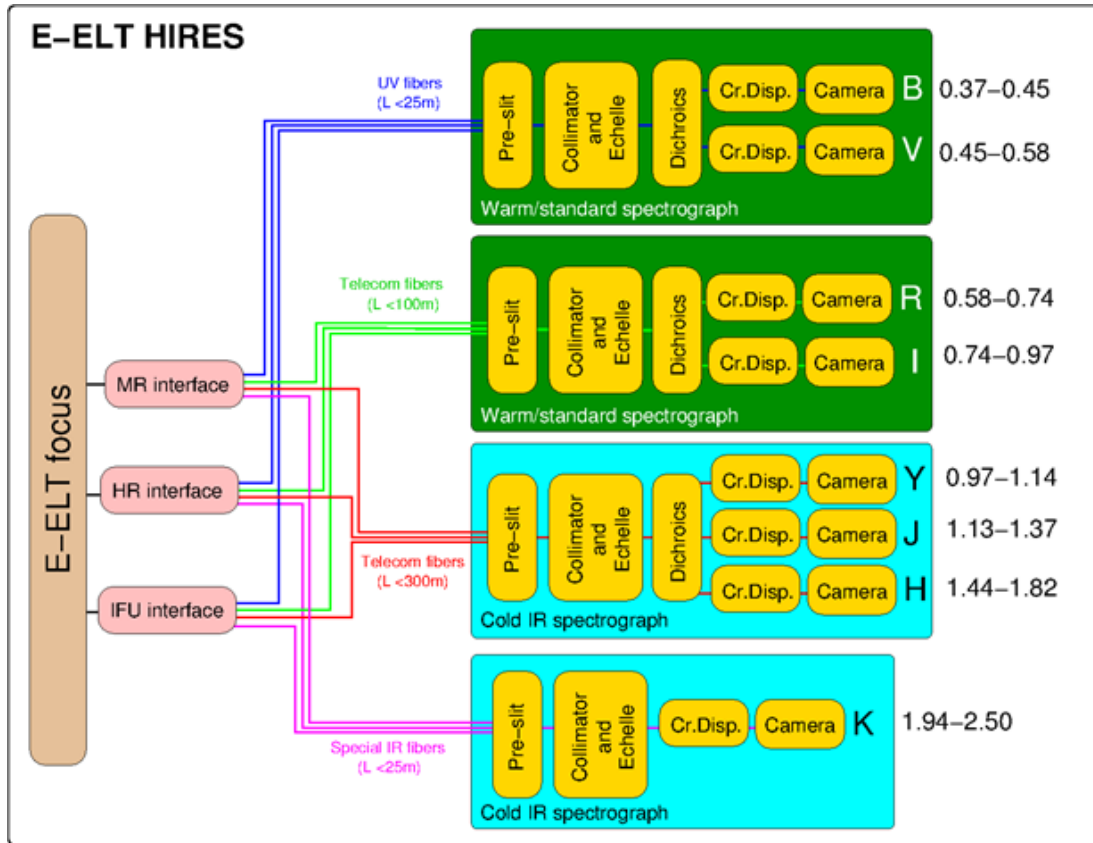 E−ELT HIRES
E−ELT focus
MR interface
HR interface
IFU interface
UV fibers
(L <25m)
Pre−slit
Collimator
and
Echelle
Dichroics
Cr.Disp.
Camera
B
0.37−0.45
Cr.Disp.
Camera
V
0.45−0.58
Warm/standard spectrograph
Telecom fibers
(L <100m)
Pre−slit
Collimator
and
Echelle
Dichroics
Cr.Disp.
Camera
R
0.58−0.74
Cr.Disp.
Camera
I
0.74−0.97
Warm/standard spectrograph
Telecom fibers
(L <300m)
Pre−slit
Collimator
and
Echelle
Dichroics
Cr.Disp.
Camera
Y
0.97−1.14
Cr.Disp.
Camera
J
1.13−1.37
Cr.Disp.
Camera
H
1.44−1.82
Cold IR spectrograph
Special IR fibers
(L <25m)
Pre−slit
Collimator
and
Echelle
Cr.Disp.
Camera
K
1.94−2.50
Cold IR spectrograph